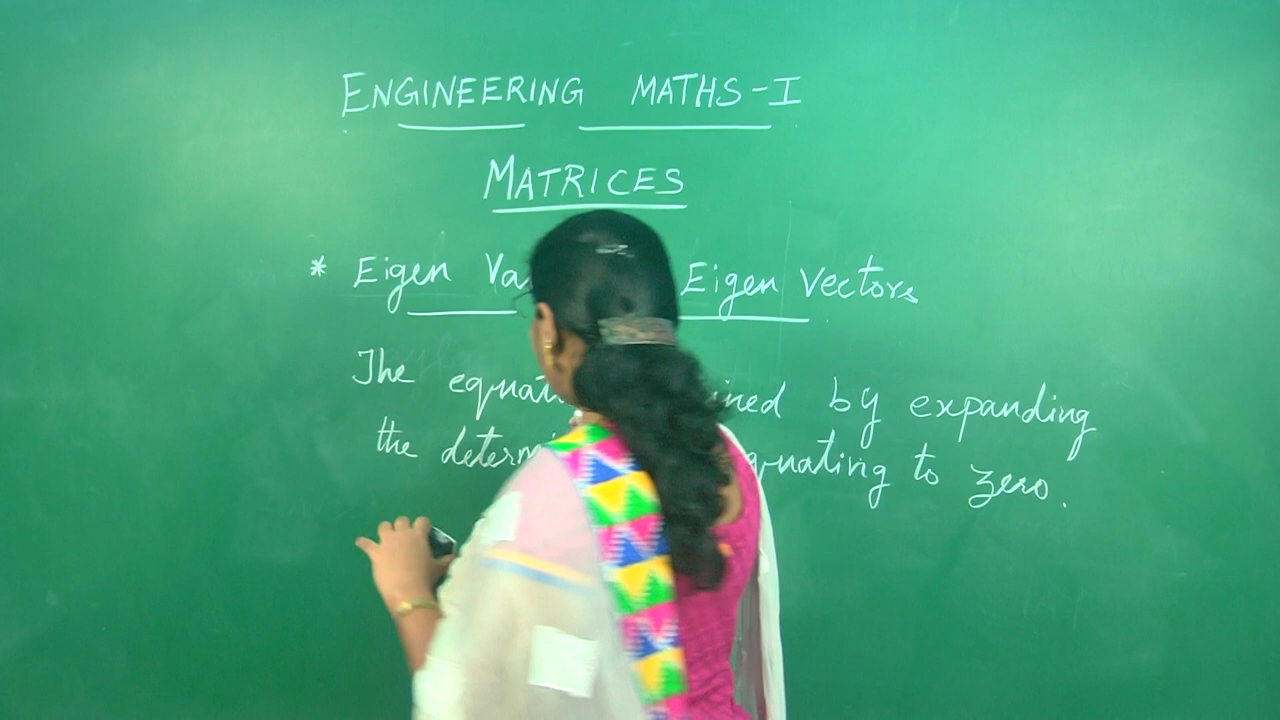 ENGINEERING MATHS-I
MATRICES
* Eigen Eigen Vectors
The by expanding
the to zero.